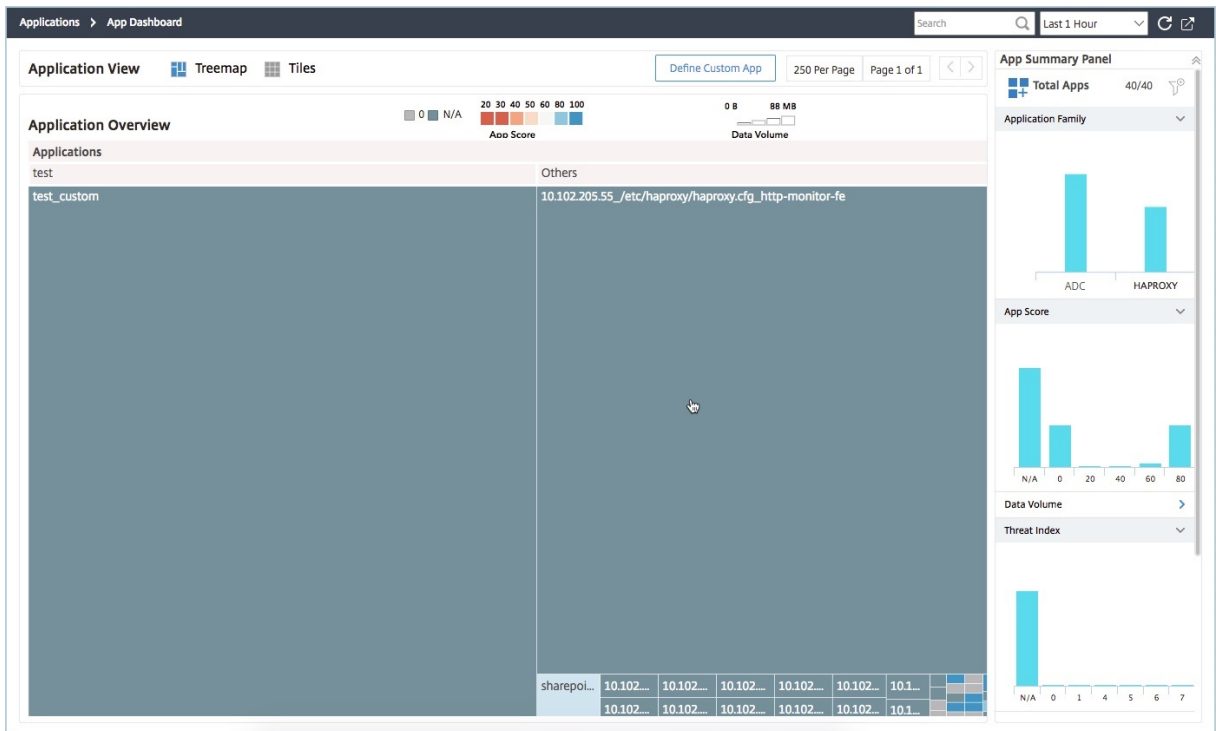 Applications > App Dashboard
Search
Last 1 Hour
Application View
Treemap
Tiles
Define Custom App
250 Per Page
Page 1 of 1
App Summary Panel
Total Apps 40/40
Application Overview
0 N/A
20 30 40 50 60 80 100
App Score
0 B 88 MB
Data Volume
Applications
test
Others
test_custom
10.102.205.55_/etc/haproxy/haproxy.cfg_http-monitor-fe
sharepoi... 10.102.... 10.102.... 10.102.... 10.102.... 10.102... 10.1...
10.102.... 10.102.... 10.102.... 10.102.... 10.102... 10.1...
Application Family
ADC HAPROXY
App Score
N/A 0 20 40 60 80
Data Volume
Threat Index
N/A 0 1 4 5 6 7